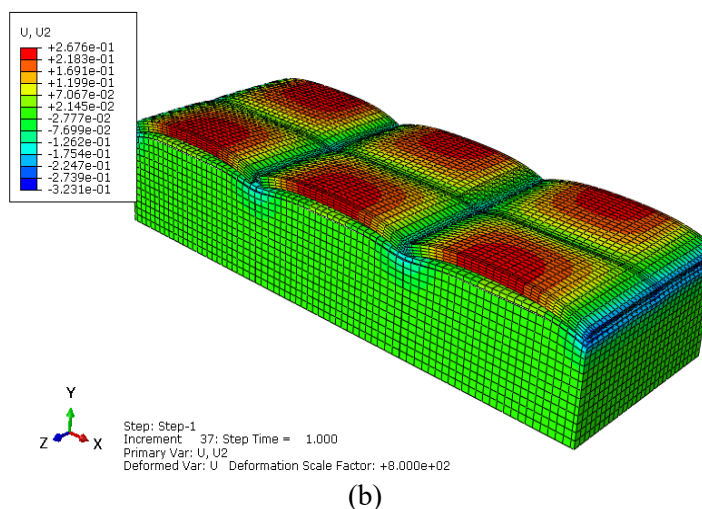 U, U2
+2.676e-01
+2.183e-01
+1.691e-01
+1.199e-01
+7.067e-02
+2.145e-02
-2.777e-02
-7.699e-02
-1.262e-01
-1.754e-01
-2.247e-01
-2.739e-01
-3.231e-01
Y
Z
X
Step: Step-1
Increment 37: Step Time = 1.000
Primary Var: U, U2
Deformed Var: U Deformation Scale Factor: +8.000e+02
(b)